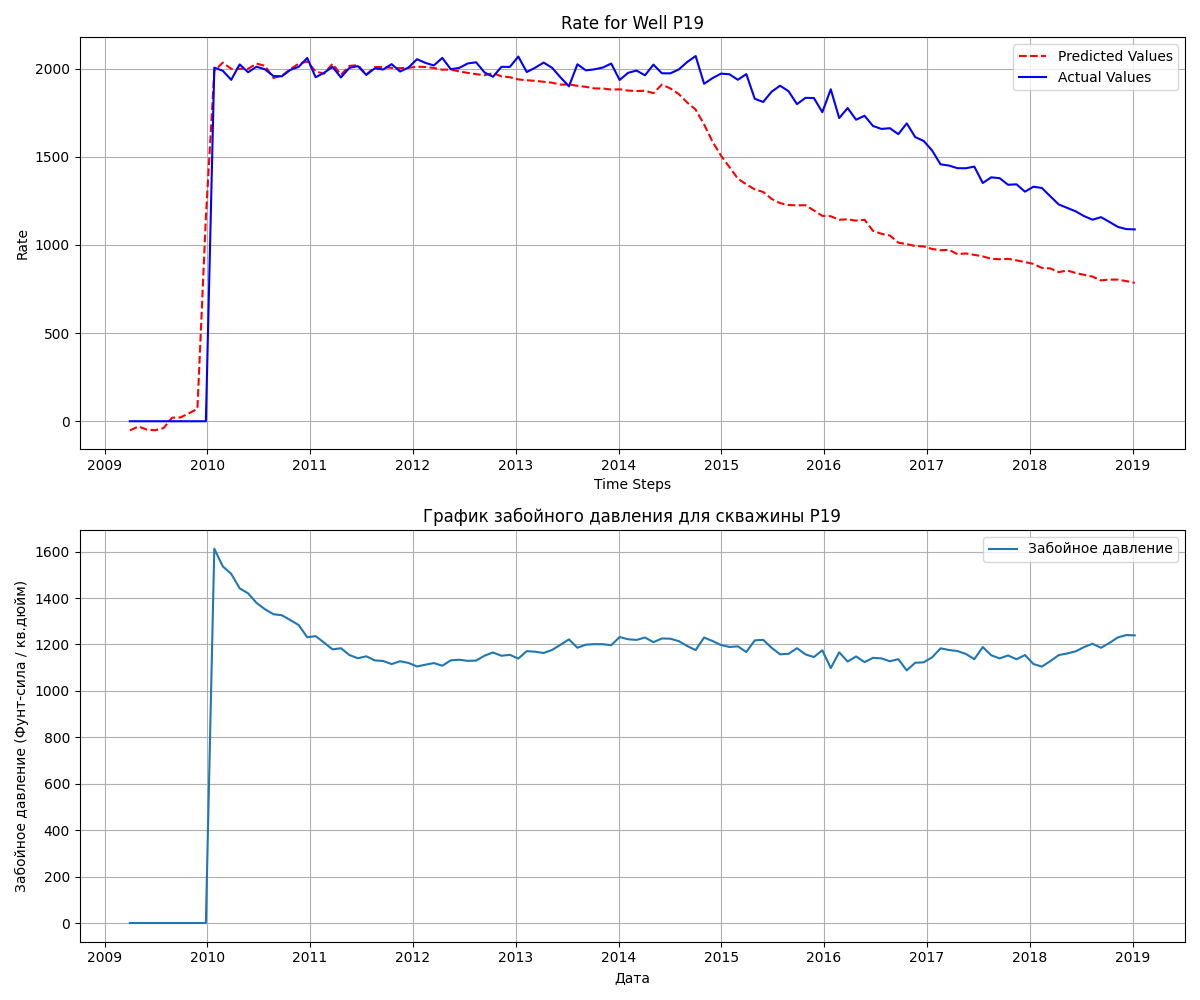 Rate for Well P19
Predicted Values
Actual Values
2000
1500
1000
500
0
Rate
2009 2010 2011 2012 2013 2014 2015 2016 2017 2018 2019
Time Steps
График забойного давления для скважины P19
Забойное давление
1600
1400
1200
1000
800
600
400
200
0
Забойное давление (Фунт-сила / кв.дюйм)
2009 2010 2011 2012 2013 2014 2015 2016 2017 2018 2019
Дата